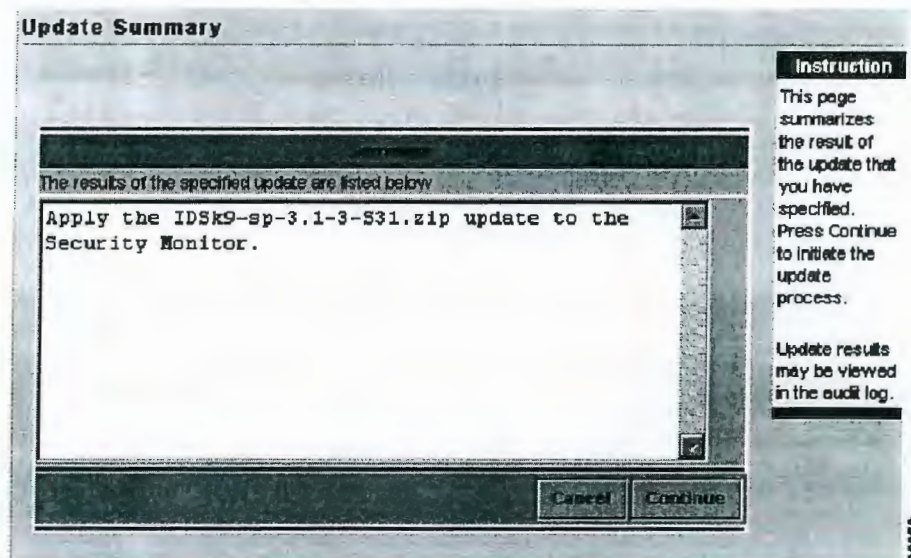 Update Summary
The results of the specified update are listed below
Apply the IDSk9-sp-3.1-3-S31.zip update to the
Security Monitor.
Cancel
Continue
Instruction
This page
summarizes
the result of
the update that
you have
specified.
Press Continue
to initiate the
update
process.
Update results
may be viewed
in the audit log.